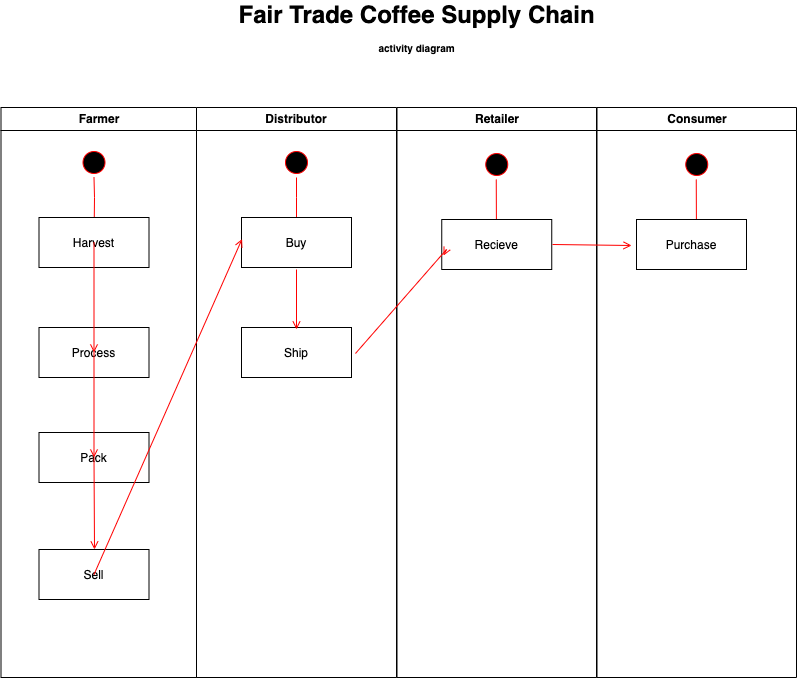 Fair Trade Coffee Supply Chain
activity diagram
Farmer
Distributor
Retailer
Consumer
Harvest
Buy
Recieve
Purchase
Process
Ship
Pack
Sell